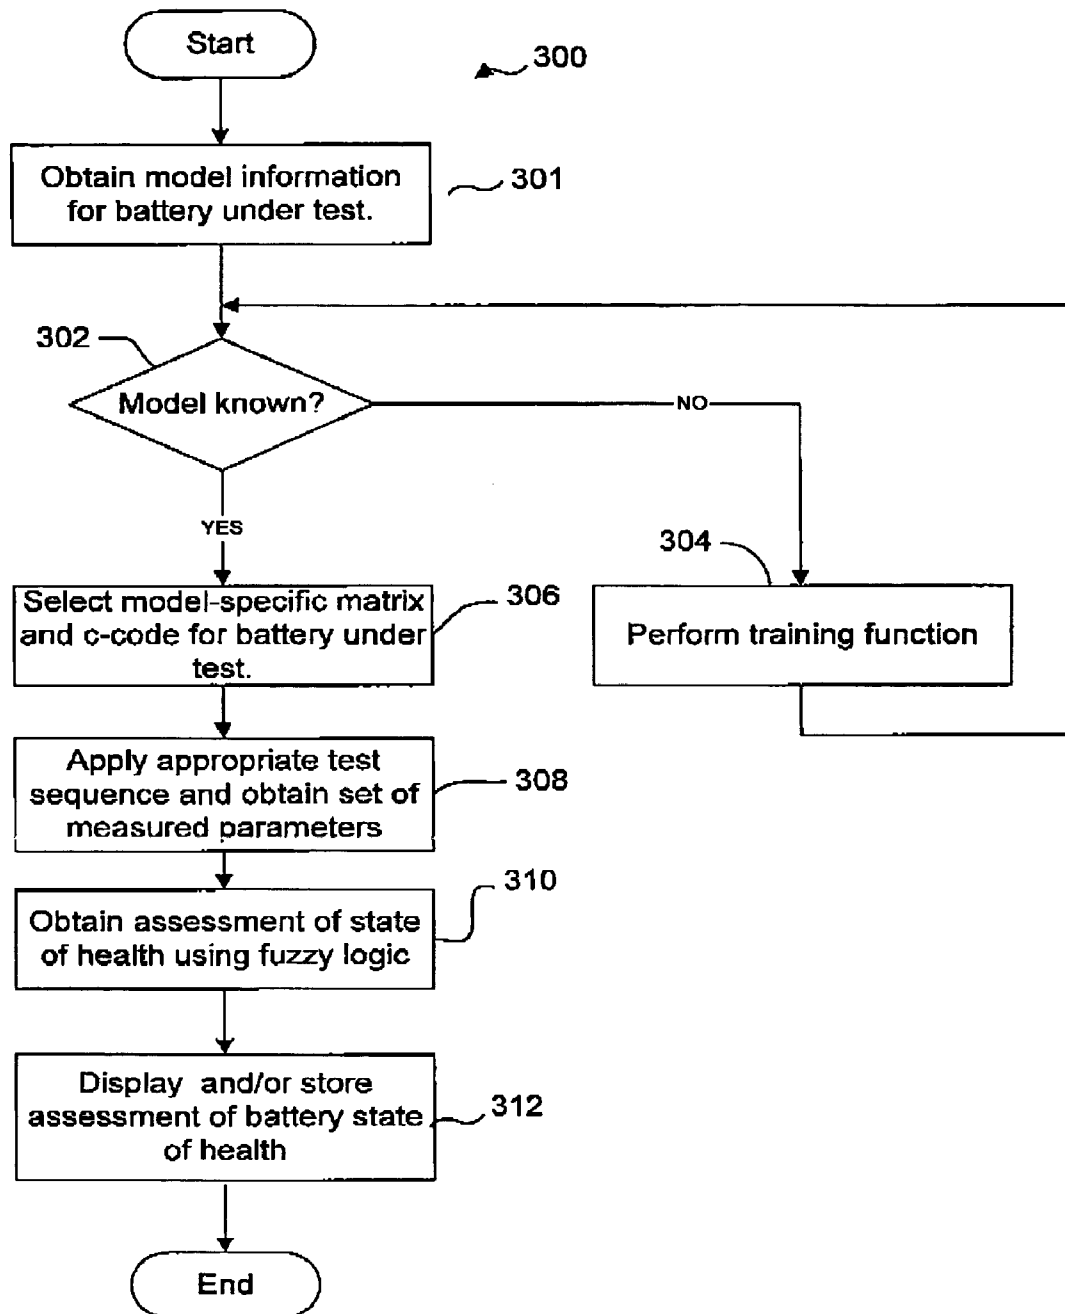 Start
300
Obtain model information
for battery under test.
301
302
Model known?
NO
YES
304
Select model-specific matrix
and c-code for battery under
test.
306
Perform training function
Apply appropriate test
sequence and obtain set of
measured parameters
308
310
Obtain assessment of state
of health using fuzzy logic
Display and/or store
assessment of battery state
of health
312
End